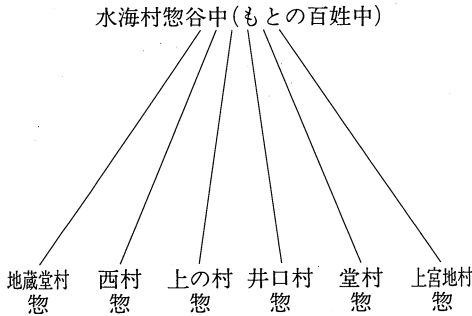 水海村惣谷中(もとの百姓中)
地蔵堂村 西村 上の村 井口村 堂村 上宮地村
惣 惣 惣 惣 惣 惣